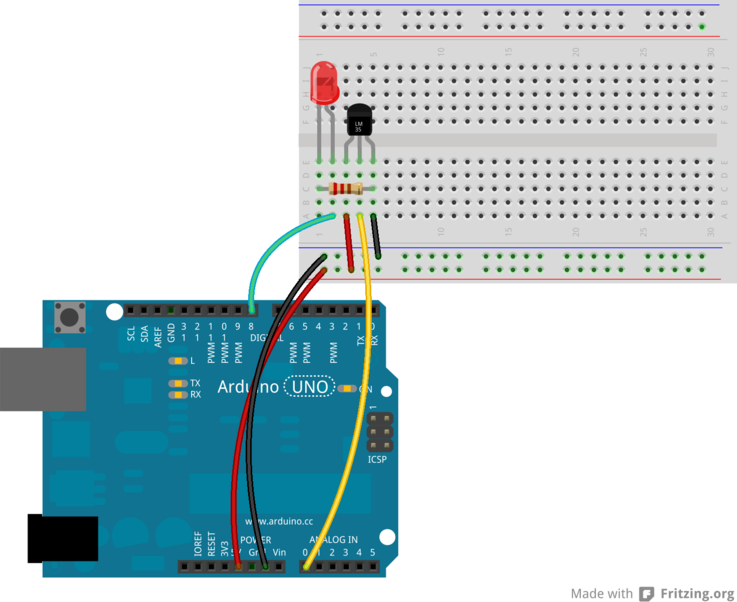 1 5 10 15 20 25 30
J
I
H
G
F
LM
35
E
D
C
B
A
1 5 10 15 20 25 30
SCL
SDA
AREF
GND
13
12
PWM 11
PWM 10
PWM 9
8
DIGITAL
6
5
4
3
2
1
0
PWM
PWM
PWM
TX
RX
L
TX
RX
Arduino UNO
ON
1
ICSP
www.arduino.cc
POWER
ANALOG IN
IOREF
RESET
3V3
5V
Gnd
Vin
0 1 2 3 4 5
Made with Fritzing.org